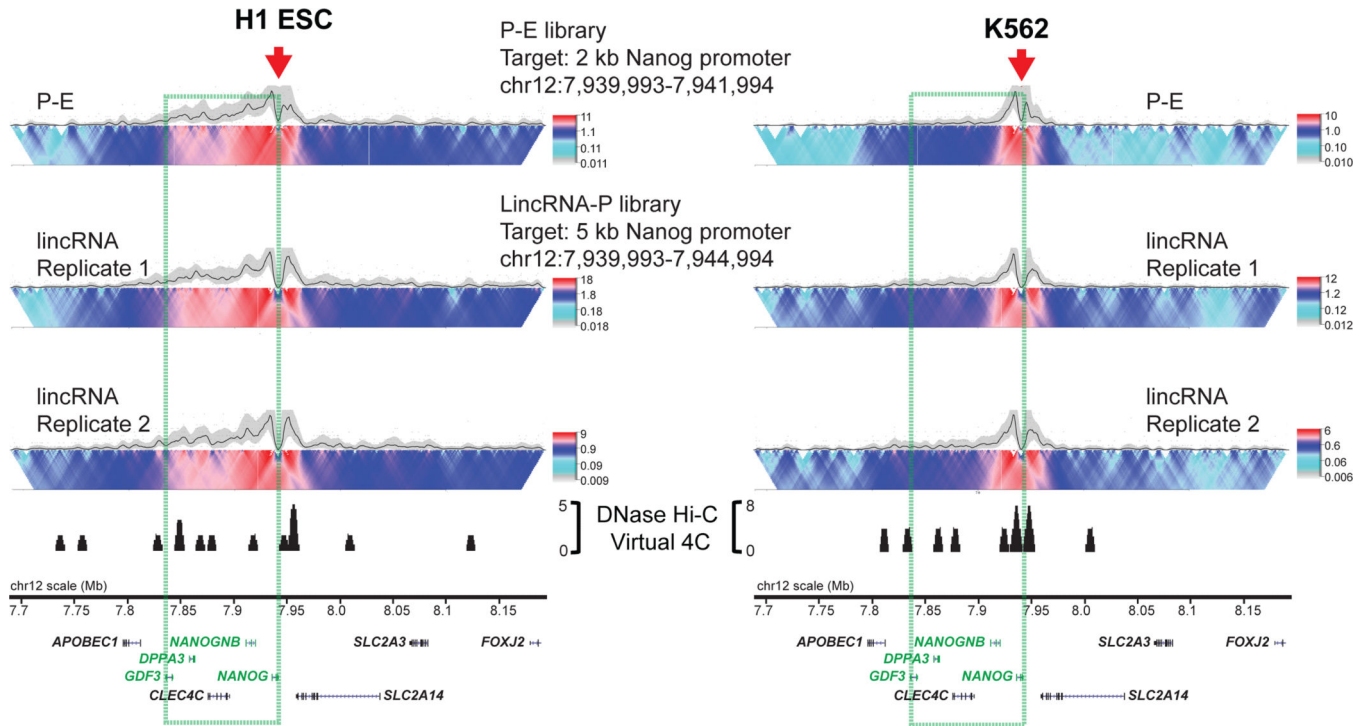 H1 ESC
P-E library
Target: 2 kb Nanog promoter
chr12:7,939,993-7,941,994
K562
P-E
11
1.1
0.11
0.011
P-E
10
1.0
0.10
0.010
LincRNA-P library
Target: 5 kb Nanog promoter
chr12:7,939,993-7,944,994
lincRNA
Replicate 1
18
1.8
0.18
0.018
lincRNA
Replicate 1
12
1.2
0.12
0.012
lincRNA
Replicate 2
9
0.9
0.09
0.009
lincRNA
Replicate 2
6
0.6
0.06
0.006
5
0
DNase Hi-C
Virtual 4C
8
0
chr12 scale (Mb)
7.7 7.8 7.85 7.9 7.95 8.0 8.05 8.1 8.15
APOBEC1 NANOGNB SLC2A3 FOXJ2
DPPA3
GDF3 NANOG
CLEC4C SLC2A14
chr12 scale (Mb)
7.7 7.8 7.85 7.9 7.95 8.0 8.05 8.1 8.15
APOBEC1 NANOGNB SLC2A3 FOXJ2
DPPA3
GDF3 NANOG
CLEC4C SLC2A14